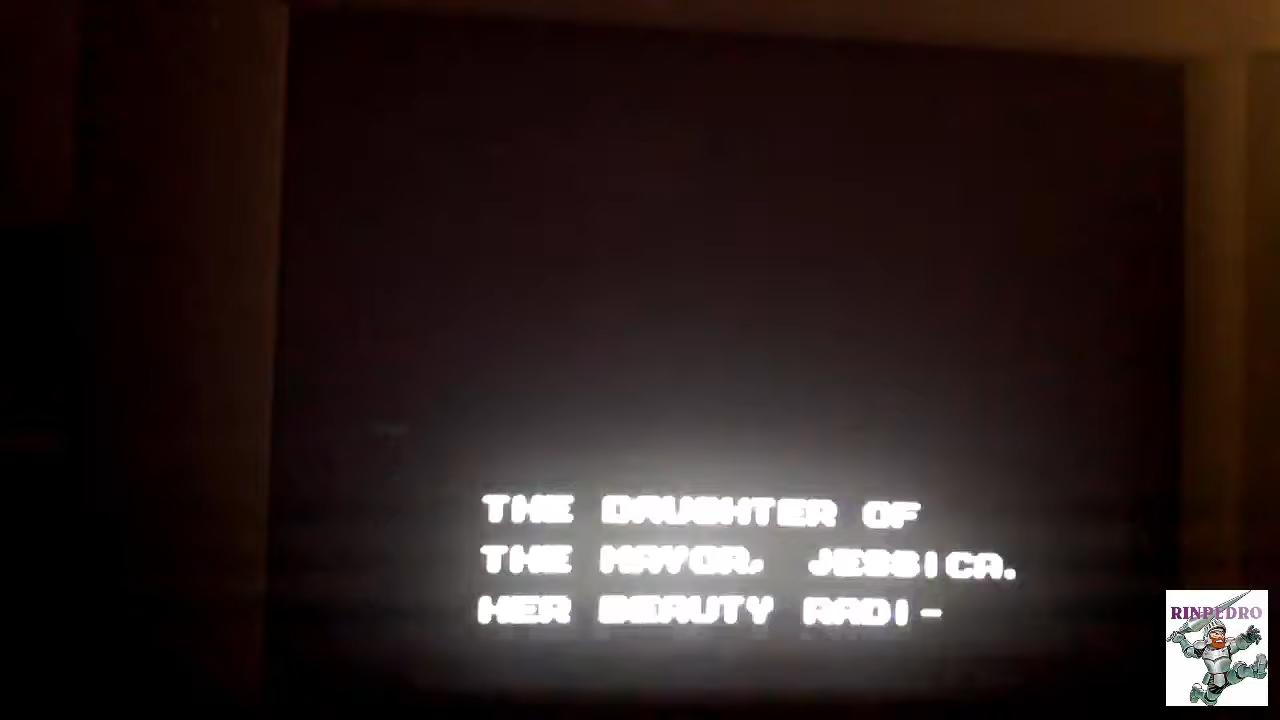 THE DAUGHTER OF
THE MAYOR, JESSICA.
HER BEAUTY RADI-
RINPEDRO